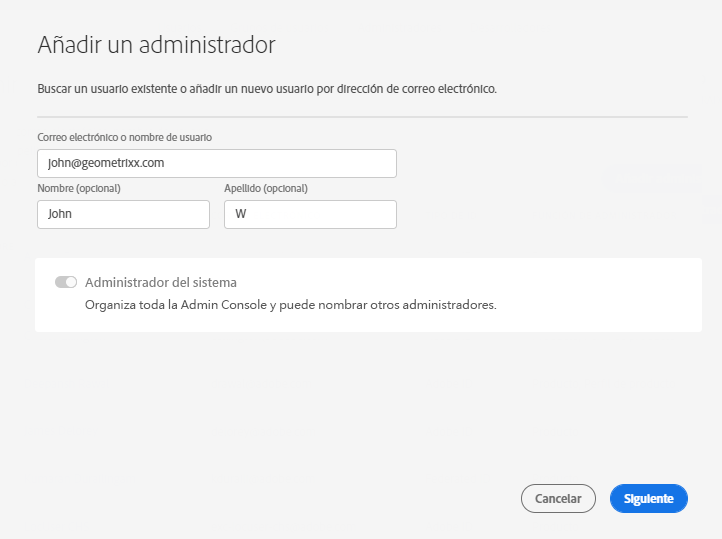 Añadir un administrador
Buscar un usuario existente o añadir un nuevo usuario por dirección de correo electrónico.
Correo electrónico o nombre de usuario
john@geometrixx.com
Nombre (opcional) Apellido (opcional)
John W
Administrador del sistema
Organiza toda la Admin Console y puede nombrar otros administradores.
Cancelar Siguiente